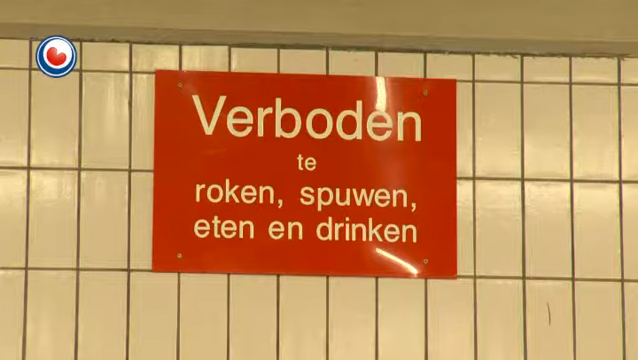 Verboden
te
roken, spuwen,
eten en drinken